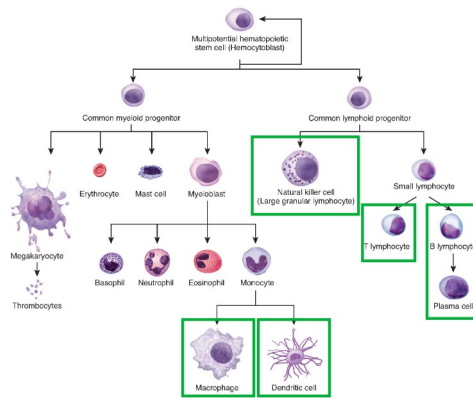 Multipotential hematopoietic
stem cell (Hemocytoblast)
Common myeloid progenitor
Common lymphoid progenitor
Erythrocyte
Mast cell
Myeloblast
Natural killer cell
(Large granular lymphocyte)
Small lymphocyte
T lymphocyte
B lymphocyte
Megakaryocyte
Basophil
Neutrophil
Eosinophil
Monocyte
Plasma cell
Thrombocytes
Macrophage
Dendritic cell